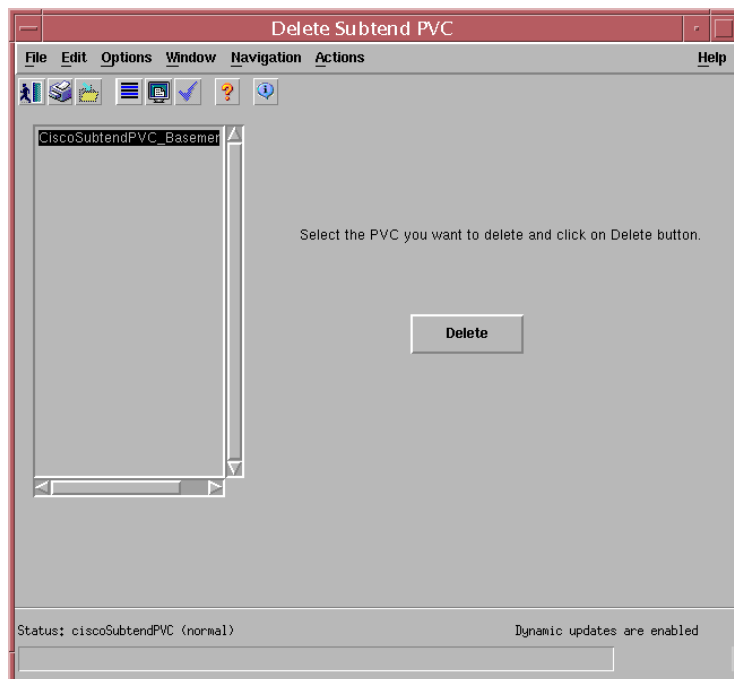 Delete Subtend PVC
File Edit Options Window Navigation Actions Help
CiscoSubtendPVC_Basemen
Select the PVC you want to delete and click on Delete button.
Delete
Status: ciscoSubtendPVC (normal) Dynamic updates are enabled